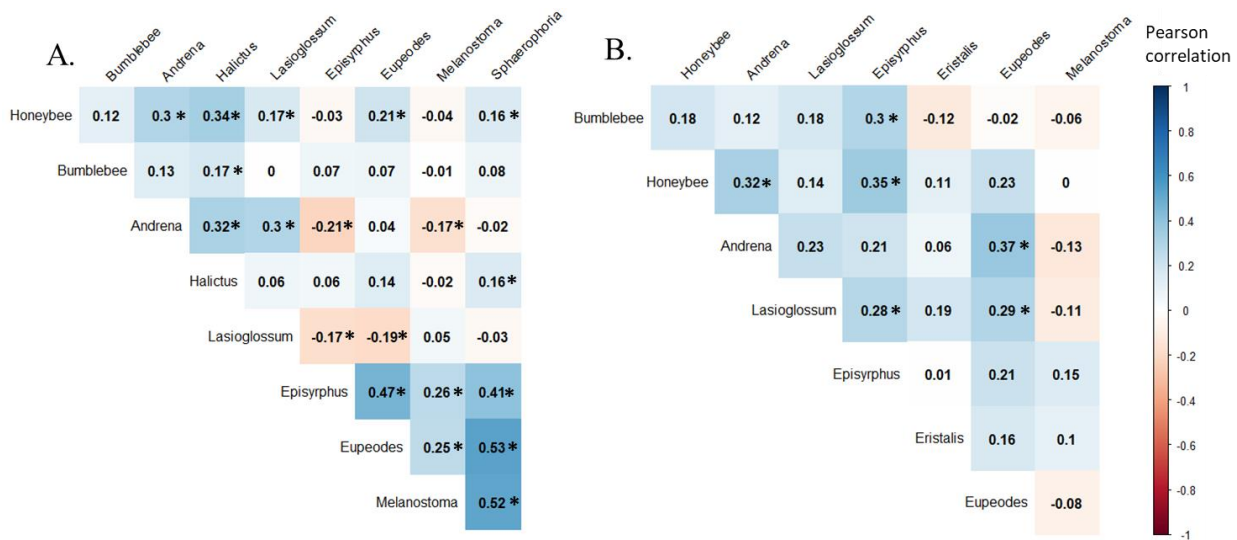 A.
Bumblebee
Andrena
Halictus
Lasioglossum
Episyrphus
Eupeodes
Melanostoma
Sphaerophoria
Honeybee 0.12 0.3 * 0.34 * 0.17 * -0.03 0.21 * -0.04 0.16 *
Bumblebee 0.13 0.17 * 0 0.07 0.07 -0.01 0.08
Andrena 0.32 * 0.3 * -0.21 * 0.04 -0.17 * -0.02
Halictus 0.06 0.06 0.14 -0.02 0.16 *
Lasioglossum -0.17 * -0.19 * 0.05 -0.03
Episyrphus 0.47 * 0.26 * 0.41 *
Eupeodes 0.25 * 0.53 *
Melanostoma 0.52 *
B.
Honeybee
Andrena
Lasioglossum
Episyrphus
Eristalis
Eupeodes
Melanostoma
Bumblebee 0.18 0.12 0.18 0.3 * -0.12 -0.02 -0.06
Honeybee 0.32 * 0.14 0.35 * 0.11 0.23 0
Andrena 0.23 0.21 0.06 0.37 * -0.13
Lasioglossum 0.28 * 0.19 0.29 * -0.11
Episyrphus 0.01 0.21 0.15
Eristalis 0.16 0.1
Eupeodes -0.08
Pearson
correlation
1
0.8
0.6
0.4
0.2
0
-0.2
-0.4
-0.6
-0.8
-1